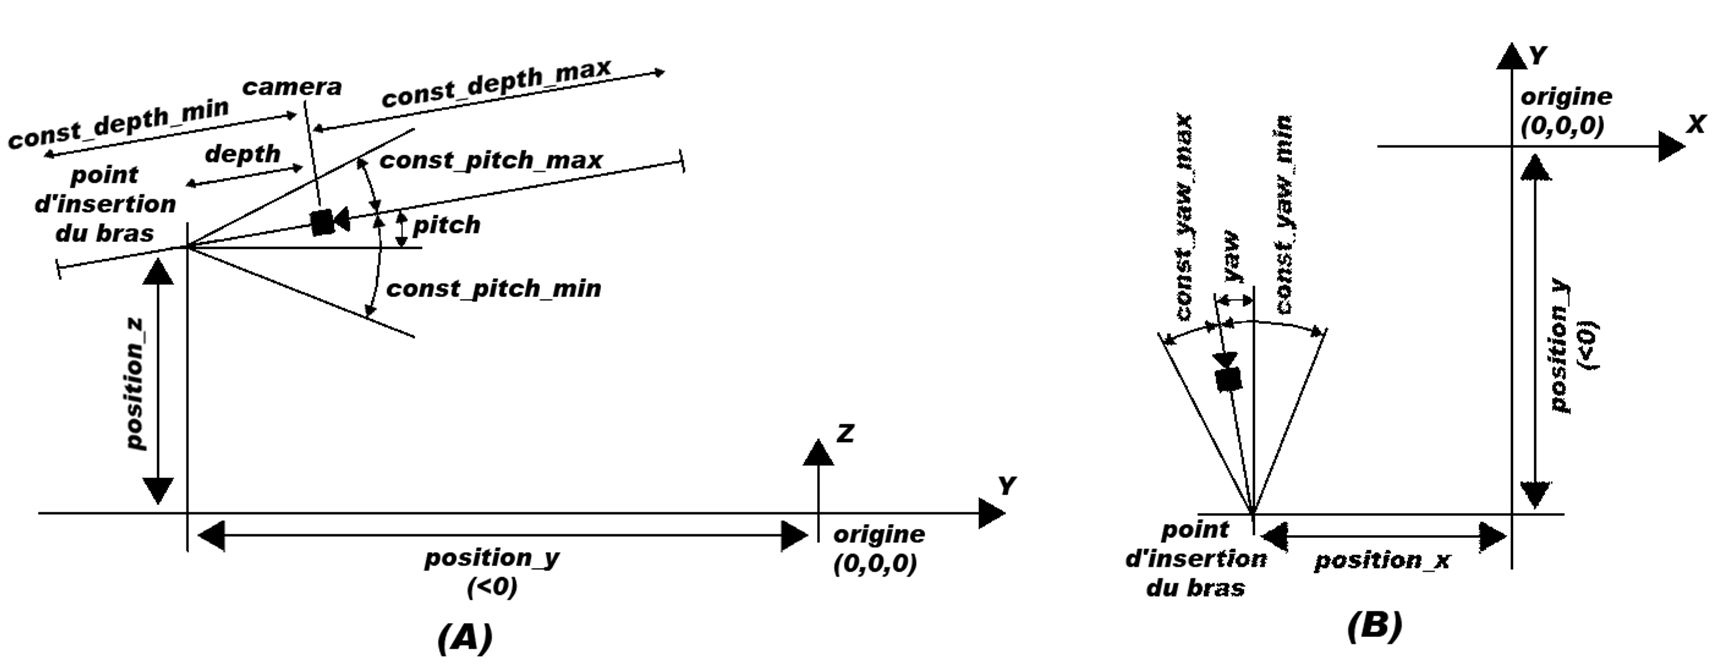 camera
const_depth_max
const_depth_min
depth
const_pitch_max
point
d'insertion
du bras
pitch
const_pitch_min
position_z
Z
Y
position_y
(<0)
origine
(0,0,0)
(A)
Y
origine
(0,0,0)
X
const_yaw_max
yaw
const_yaw_min
position_y
(<0)
point
d'insertion
du bras
position_x
(B)